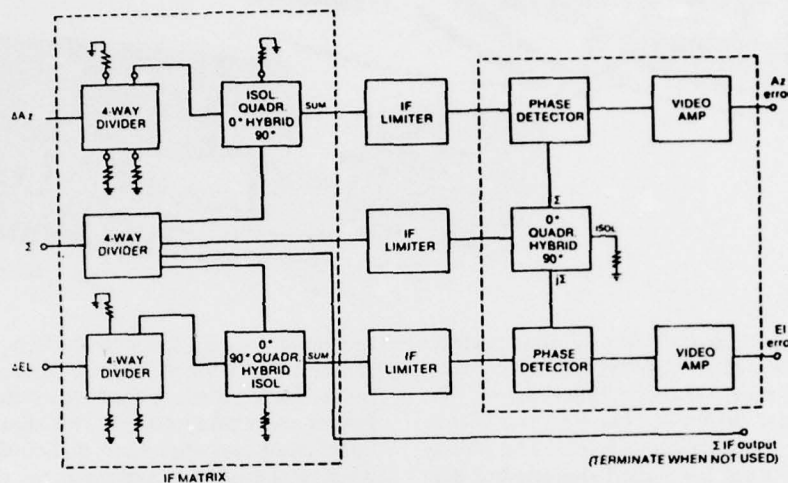 ΔAz
4-WAY
DIVIDER
ISOL
QUADR.
0° HYBRID
90°
SUM
IF
LIMITER
PHASE
DETECTOR
VIDEO
AMP
Az
error
Σ
4-WAY
DIVIDER
IF
LIMITER
Σ
0°
QUADR.
HYBRID
90°
ISOL
jΣ
ΔEL
4-WAY
DIVIDER
0°
90° QUADR.
HYBRID
ISOL
SUM
IF
LIMITER
PHASE
DETECTOR
VIDEO
AMP
El
error
Σ IF output
(TERMINATE WHEN NOT USED)
IF MATRIX